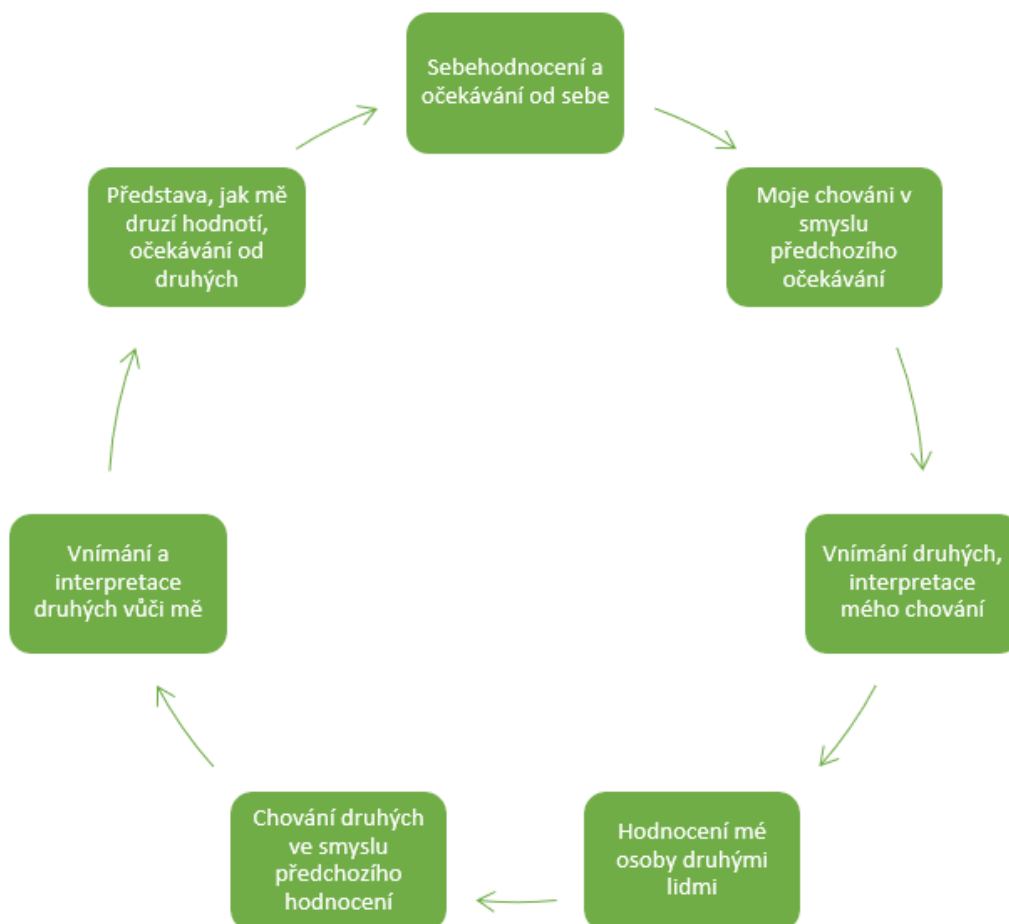 Sebehodnocení a
očekávání od sebe
Moje chováni v
smyslu
předchozího
očekávání
Vnímání druhých,
interpretace
mého chování
Hodnocení mé
osoby druhými
lidmi
Chování druhých
ve smyslu
předchozího
hodnocení
Vnímání a
interpretace
druhých vůči mě
Představa, jak mě
druzí hodnotí,
očekávání od
druhých